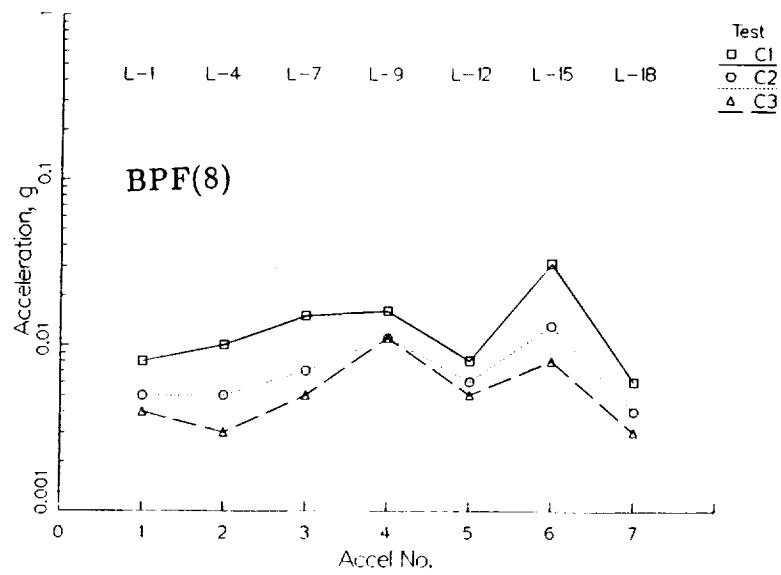 1
Test
C1
C2
C3
L-1 L-4 L-7 L-9 L-12 L-15 L-18
0.1
BPF(8)
Acceleration, g
0.01
0.001
0 1 2 3 4 5 6 7
Accel No.